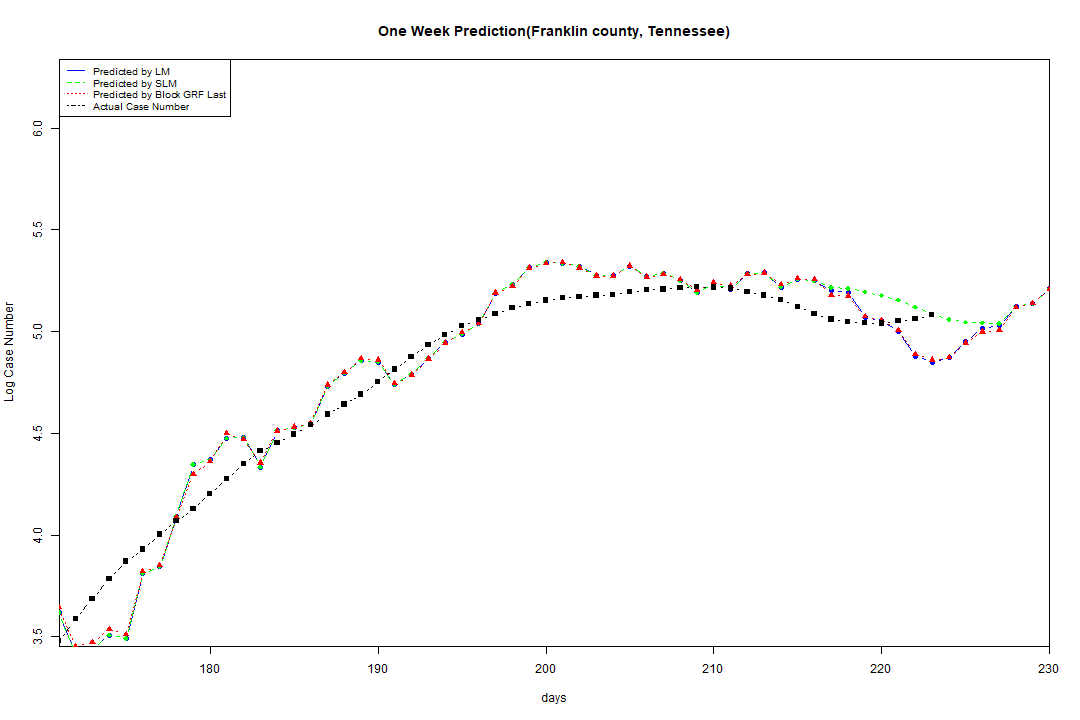 One Week Prediction(Franklin county, Tennessee)
Predicted by LM
Predicted by SLM
Predicted by Block GRF Last
Actual Case Number
6.0
5.5
5.0
4.5
4.0
3.5
Log Case Number
180 190 200 210 220 230
days